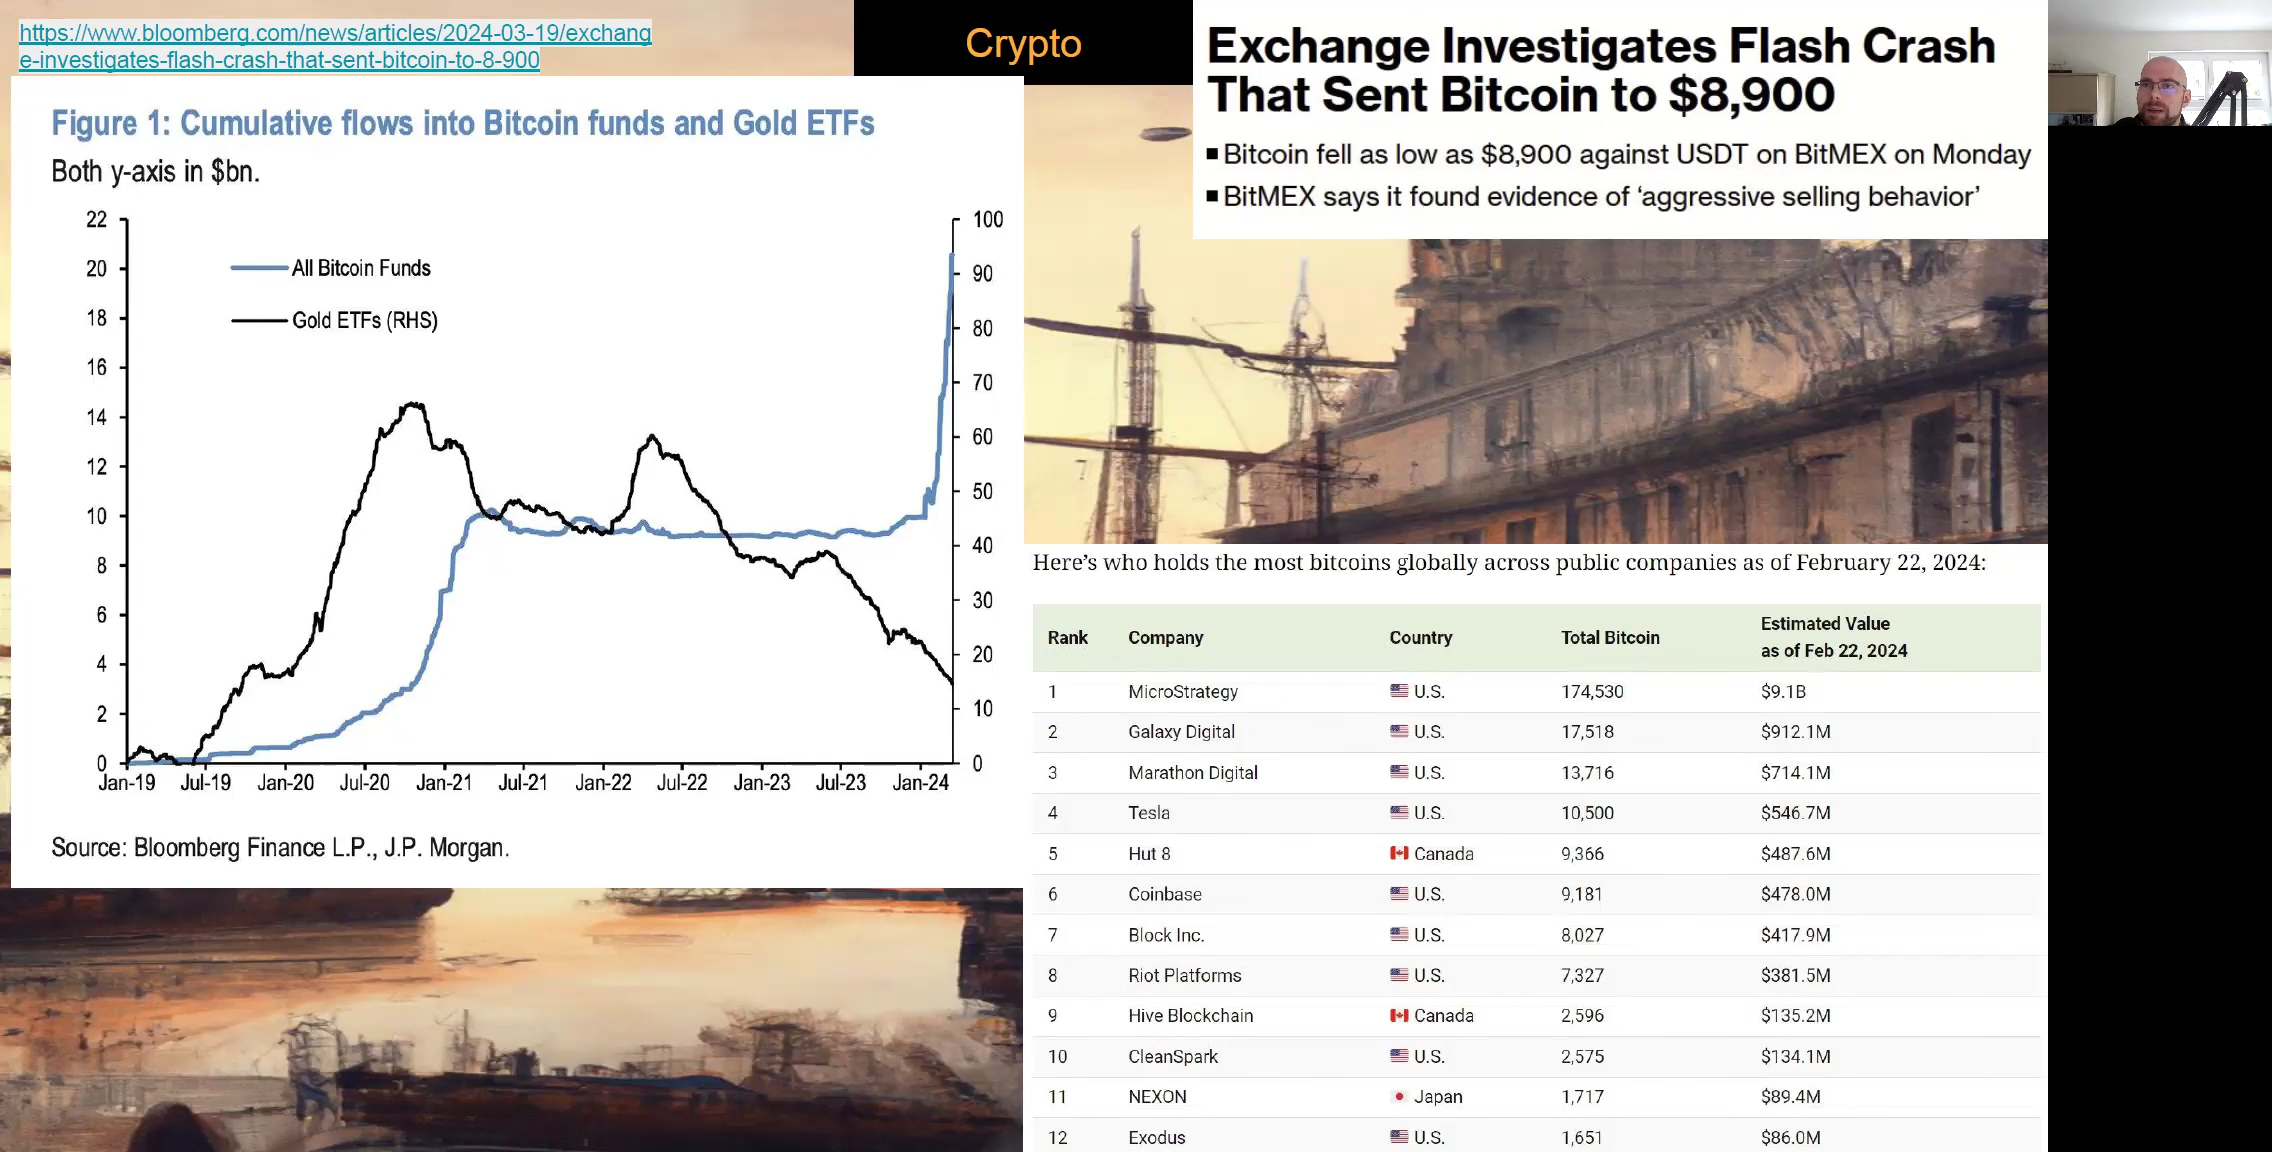 https://www.bloomberg.com/news/articles/2024-03-19/exchang
e-investigates-flash-crash-that-sent-bitcoin-to-8-900
Crypto
Exchange Investigates Flash Crash
That Sent Bitcoin to $8,900
■ Bitcoin fell as low as $8,900 against USDT on BitMEX on Monday
■ BitMEX says it found evidence of ‘aggressive selling behavior’
Figure 1: Cumulative flows into Bitcoin funds and Gold ETFs
Both y-axis in $bn.
All Bitcoin Funds
Gold ETFs (RHS)
22
20
18
16
14
12
10
8
6
4
2
0
100
90
80
70
60
50
40
30
20
10
0
Jan-19 Jul-19 Jan-20 Jul-20 Jan-21 Jul-21 Jan-22 Jul-22 Jan-23 Jul-23 Jan-24
Source: Bloomberg Finance L.P., J.P. Morgan.
Here’s who holds the most bitcoins globally across public companies as of February 22, 2024:
Rank Company Country Total Bitcoin Estimated Value
as of Feb 22, 2024
1 MicroStrategy U.S. 174,530 $9.1B
2 Galaxy Digital U.S. 17,518 $912.1M
3 Marathon Digital U.S. 13,716 $714.1M
4 Tesla U.S. 10,500 $546.7M
5 Hut 8 Canada 9,366 $487.6M
6 Coinbase U.S. 9,181 $478.0M
7 Block Inc. U.S. 8,027 $417.9M
8 Riot Platforms U.S. 7,327 $381.5M
9 Hive Blockchain Canada 2,596 $135.2M
10 CleanSpark U.S. 2,575 $134.1M
11 NEXON Japan 1,717 $89.4M
12 Exodus U.S. 1,651 $86.0M